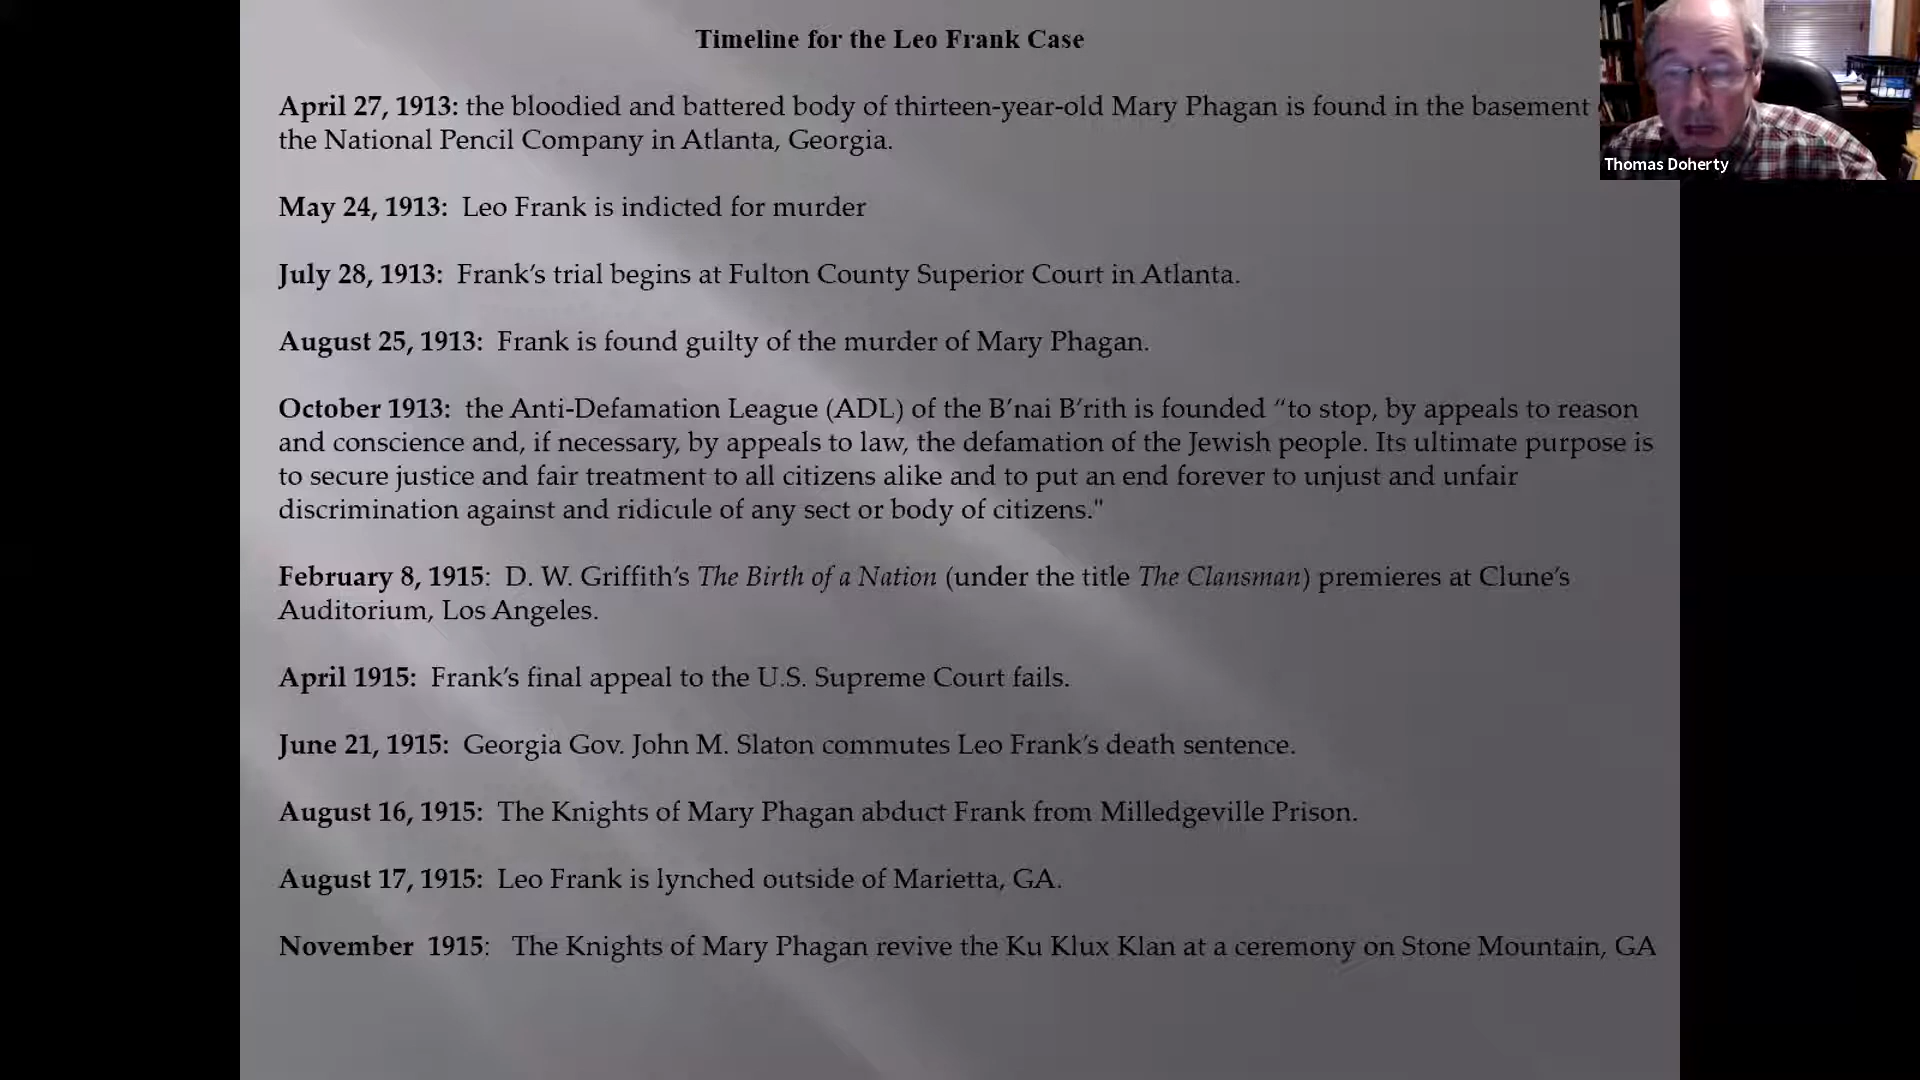 Timeline for the Leo Frank Case
April 27, 1913: the bloodied and battered body of thirteen-year-old Mary Phagan is found in the basement
the National Pencil Company in Atlanta, Georgia.
May 24, 1913: Leo Frank is indicted for murder
July 28, 1913: Frank’s trial begins at Fulton County Superior Court in Atlanta.
August 25, 1913: Frank is found guilty of the murder of Mary Phagan.
October 1913: the Anti-Defamation League (ADL) of the B’nai B’rith is founded “to stop, by appeals to reason
and conscience and, if necessary, by appeals to law, the defamation of the Jewish people. Its ultimate purpose is
to secure justice and fair treatment to all citizens alike and to put an end forever to unjust and unfair
discrimination against and ridicule of any sect or body of citizens."
February 8, 1915: D. W. Griffith’s The Birth of a Nation (under the title The Clansman) premieres at Clune’s
Auditorium, Los Angeles.
April 1915: Frank’s final appeal to the U.S. Supreme Court fails.
June 21, 1915: Georgia Gov. John M. Slaton commutes Leo Frank’s death sentence.
August 16, 1915: The Knights of Mary Phagan abduct Frank from Milledgeville Prison.
August 17, 1915: Leo Frank is lynched outside of Marietta, GA.
November 1915: The Knights of Mary Phagan revive the Ku Klux Klan at a ceremony on Stone Mountain, GA
Thomas Doherty